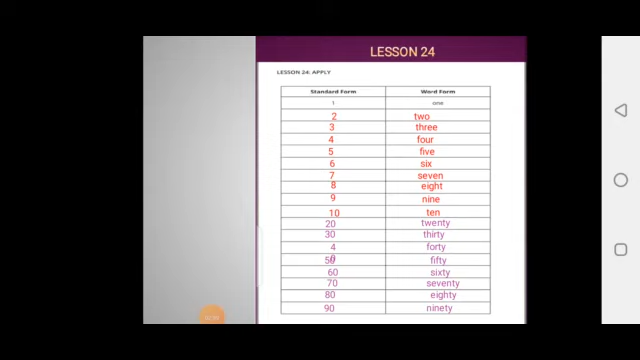 LESSON 24
LESSON 24: APPLY
Standard Form Word Form
1 one
2 two
3 three
4 four
5 five
6 six
7 seven
8 eight
9 nine
10 ten
20 twenty
30 thirty
4 forty
0
50 fifty
60 sixty
70 seventy
80 eighty
90 ninety